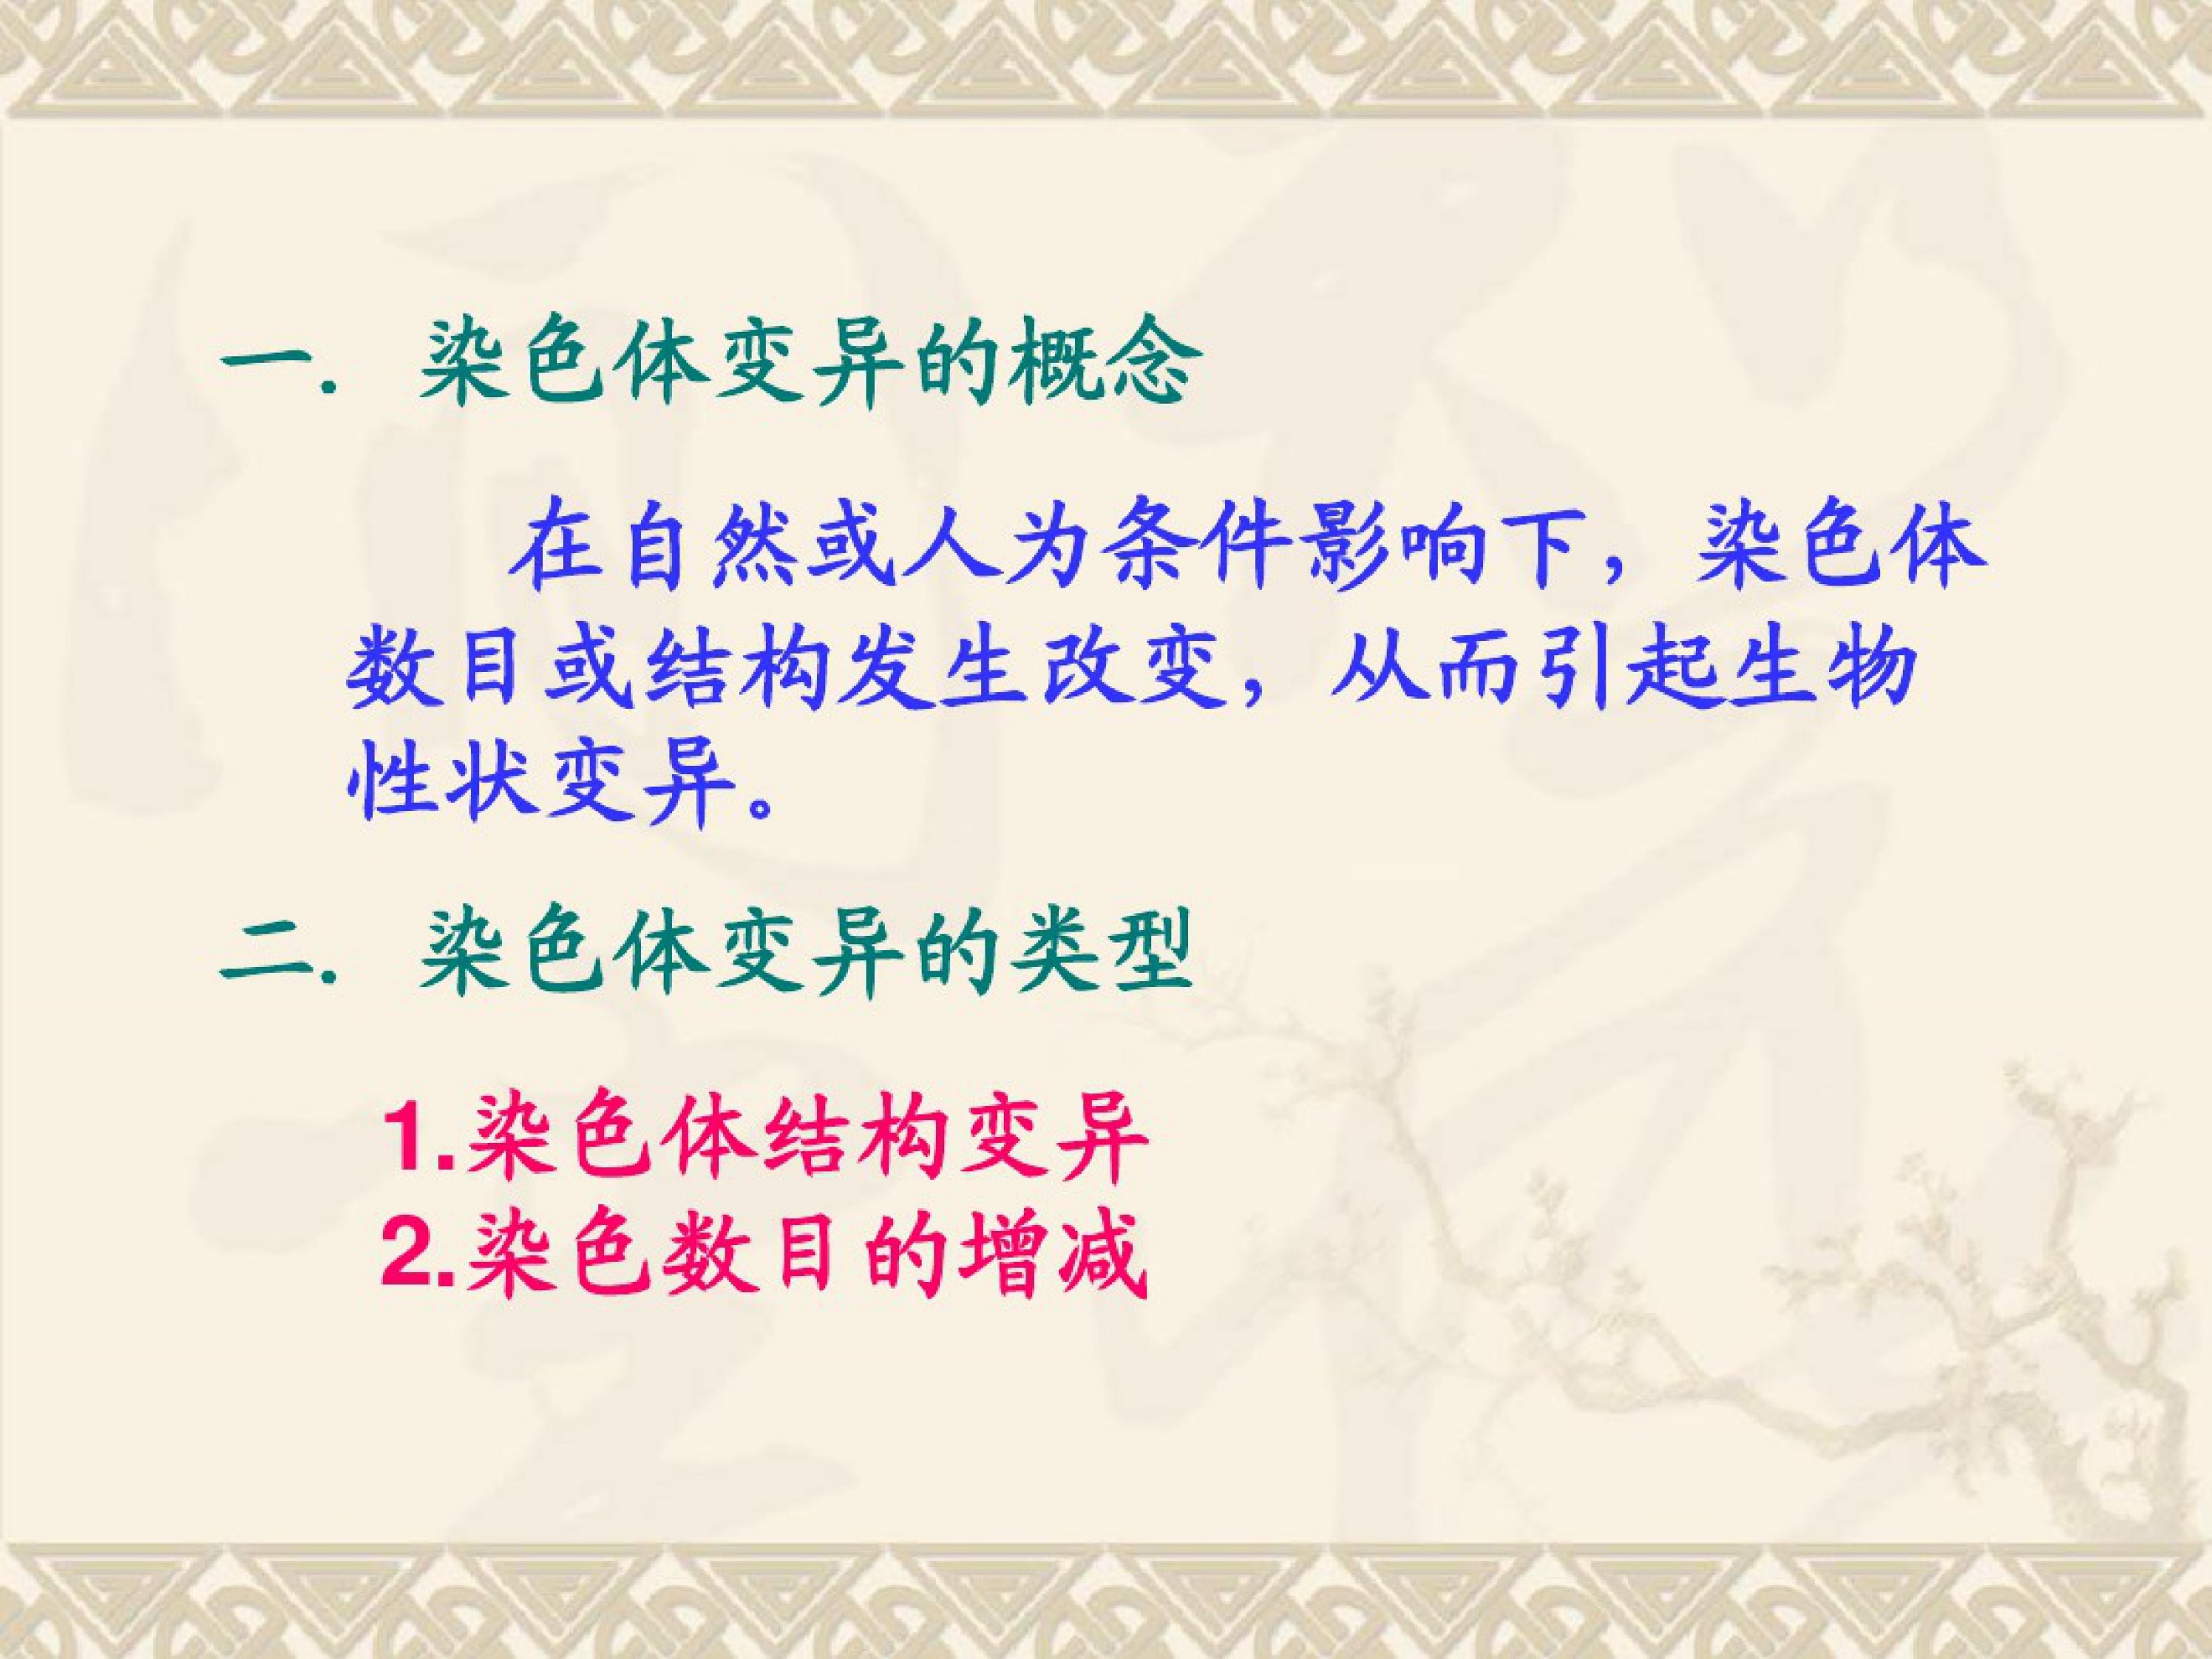 一. 染色体变异的概念
在自然或人为条件影响下，染色体
数目或结构发生改变，从而引起生物
性状变异。
二. 染色体变异的类型
1.染色体结构变异
2.染色数目的增减